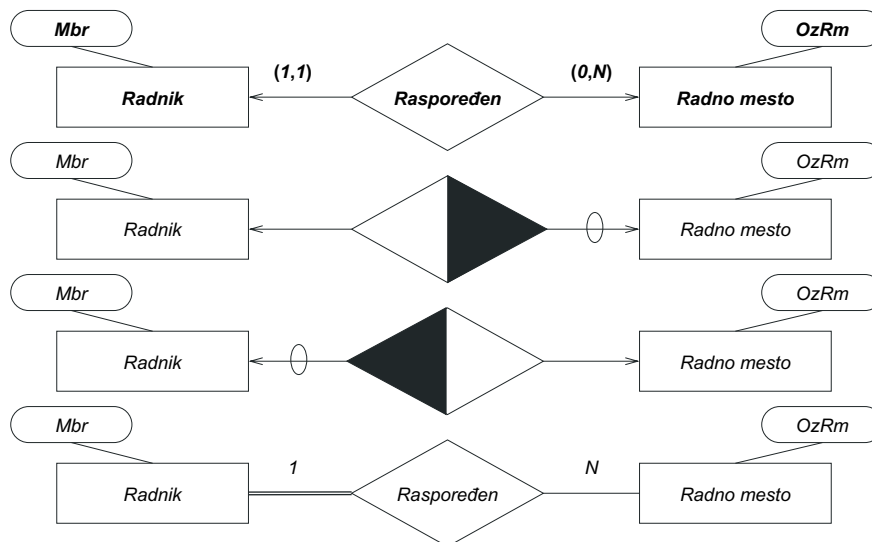 Mbr
OzRm
(1,1)
(0,N)
Radnik
Raspoređen
Radno mesto
Mbr
OzRm
Radnik
Radno mesto
Mbr
OzRm
Radnik
Radno mesto
Mbr
OzRm
1
N
Radnik
Raspoređen
Radno mesto